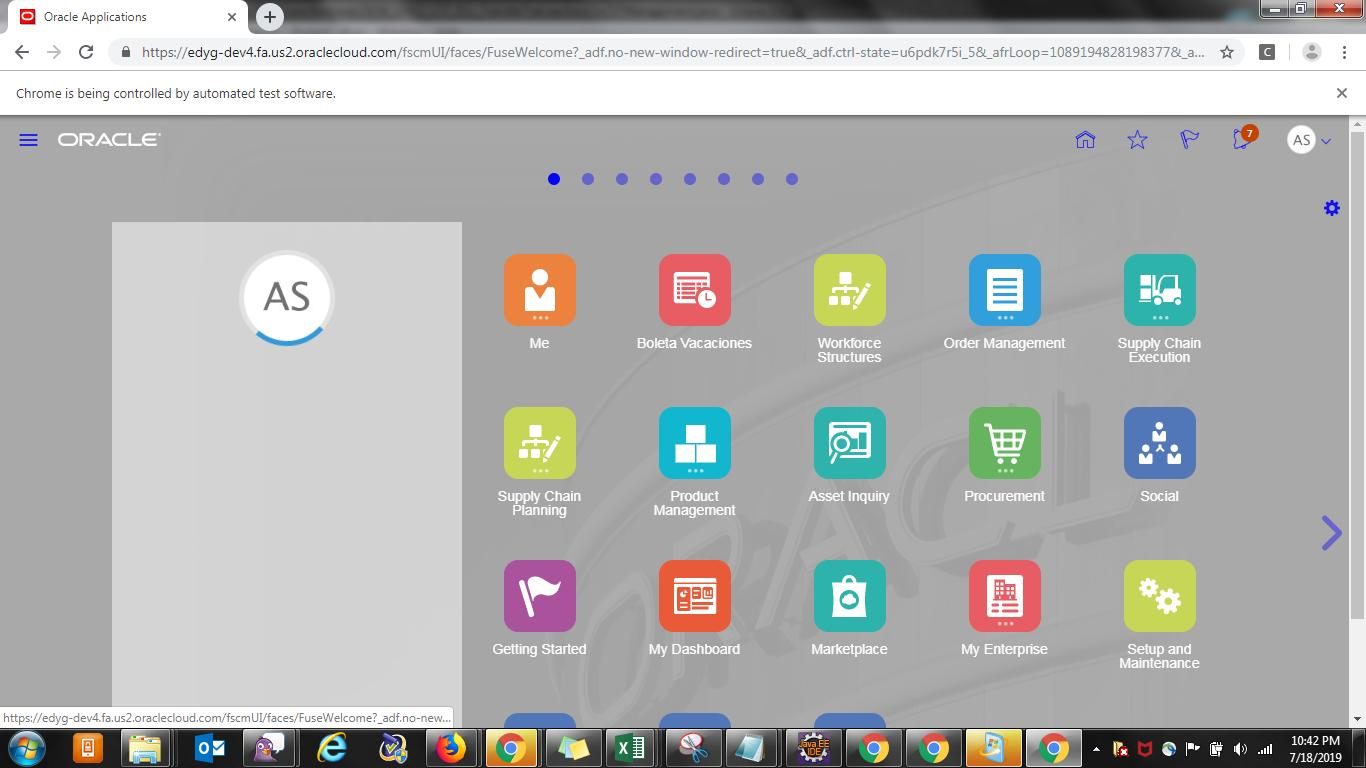 Oracle Applications
https://edyg-dev4.fa.us2.oraclecloud.com/fscmUI/faces/FuseWelcome?_adf.no-new-window-redirect=true&_adf.ctrl-state=u6pdk7r5i_5&_afrLoop=1089194828198377&_a...
C
Chrome is being controlled by automated test software.
ORACLE
7
AS
AS
Me
Boleta Vacaciones
Workforce
Structures
Order Management
Supply Chain
Execution
Supply Chain
Planning
Product
Management
Asset Inquiry
Procurement
Social
Getting Started
My Dashboard
Marketplace
My Enterprise
Setup and
Maintenance
ORACL
https://edyg-dev4.fa.us2.oraclecloud.com/fscmUI/faces/FuseWelcome?_adf.no-new...
Java EE
IDE
10:42 PM
7/18/2019